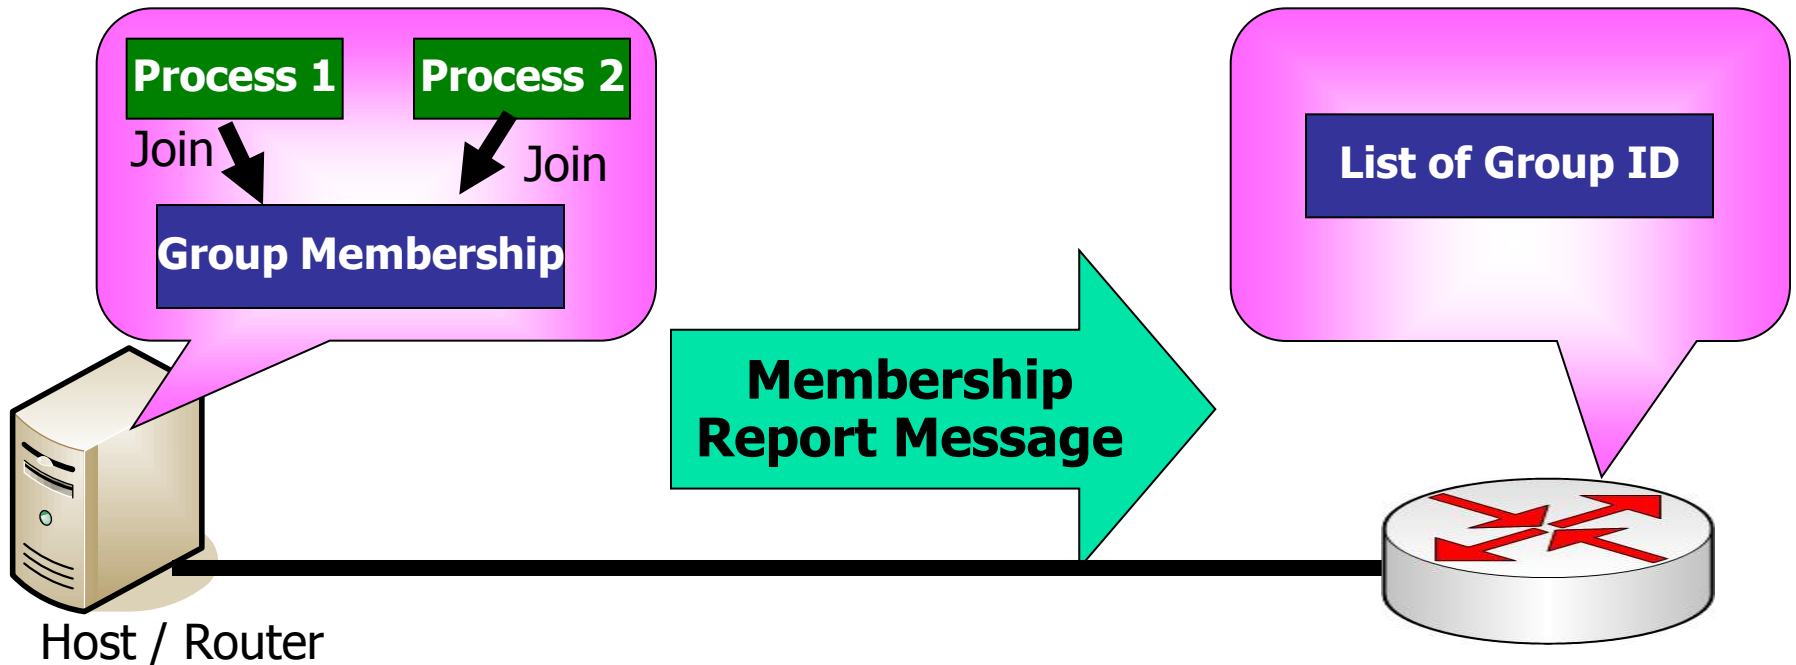 Process 1
Process 2
Join
Join
Group Membership
List of Group ID
Membership
Report Message
Host / Router